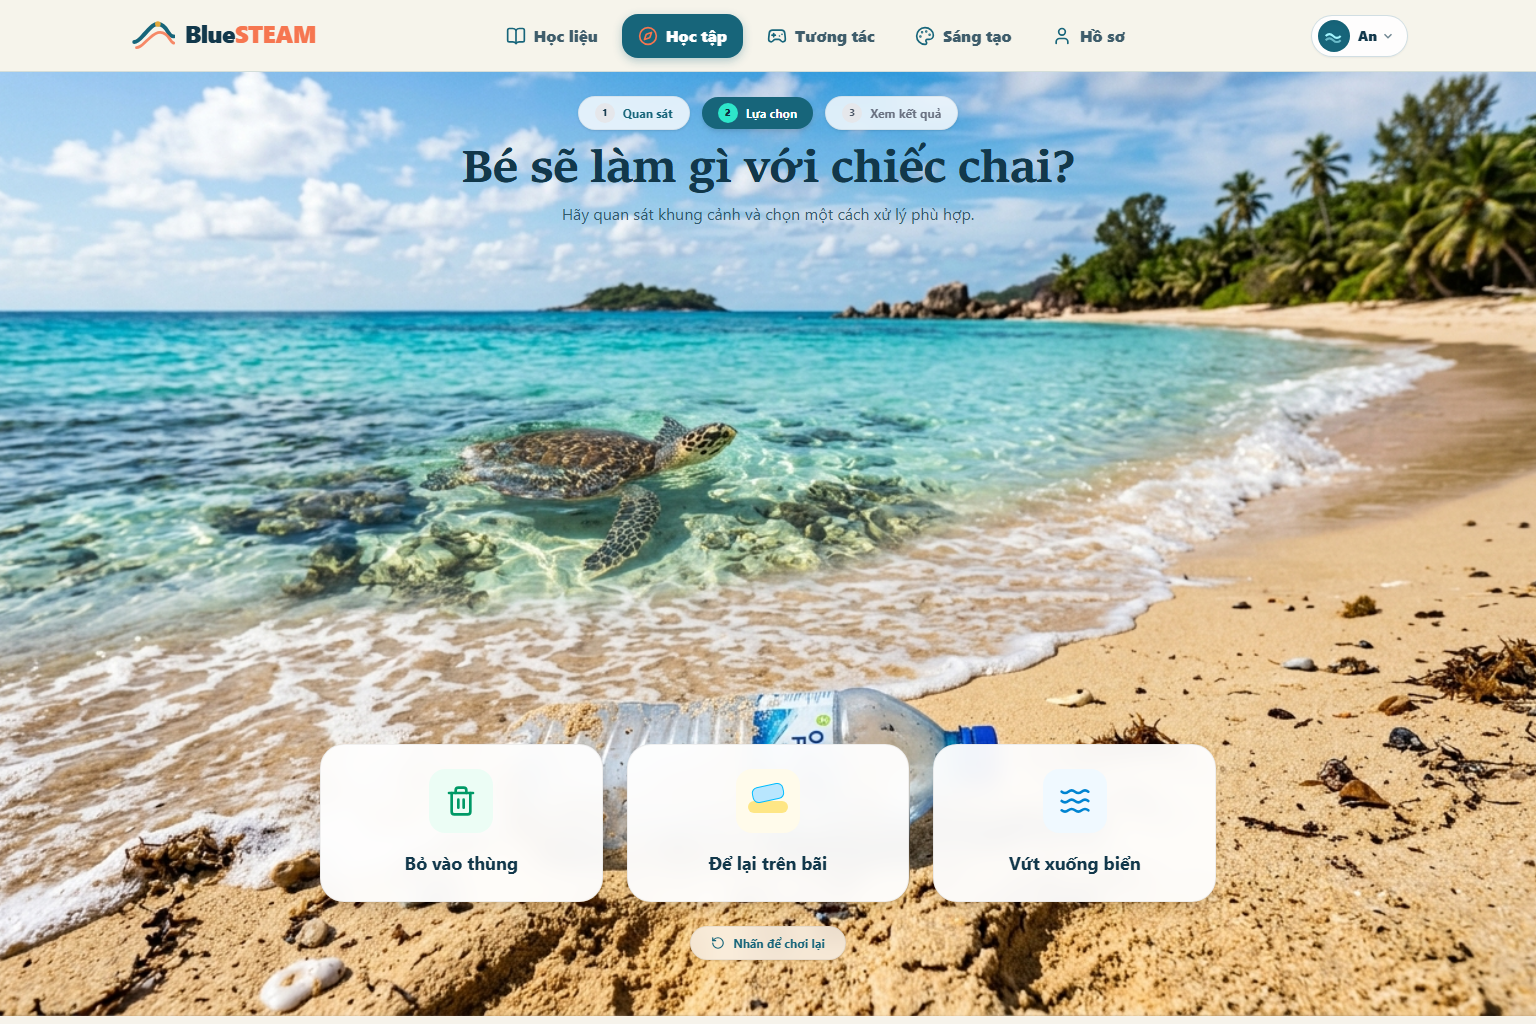 BlueSTEAM
Học liệu
Học tập
Tương tác
Sáng tạo
Hồ sơ
An
1 Quan sát
2 Lựa chọn
3 Xem kết quả
Bé sẽ làm gì với chiếc chai?
Hãy quan sát khung cảnh và chọn một cách xử lý phù hợp.
Bỏ vào thùng
Để lại trên bãi
Vứt xuống biển
Nhấn để chơi lại